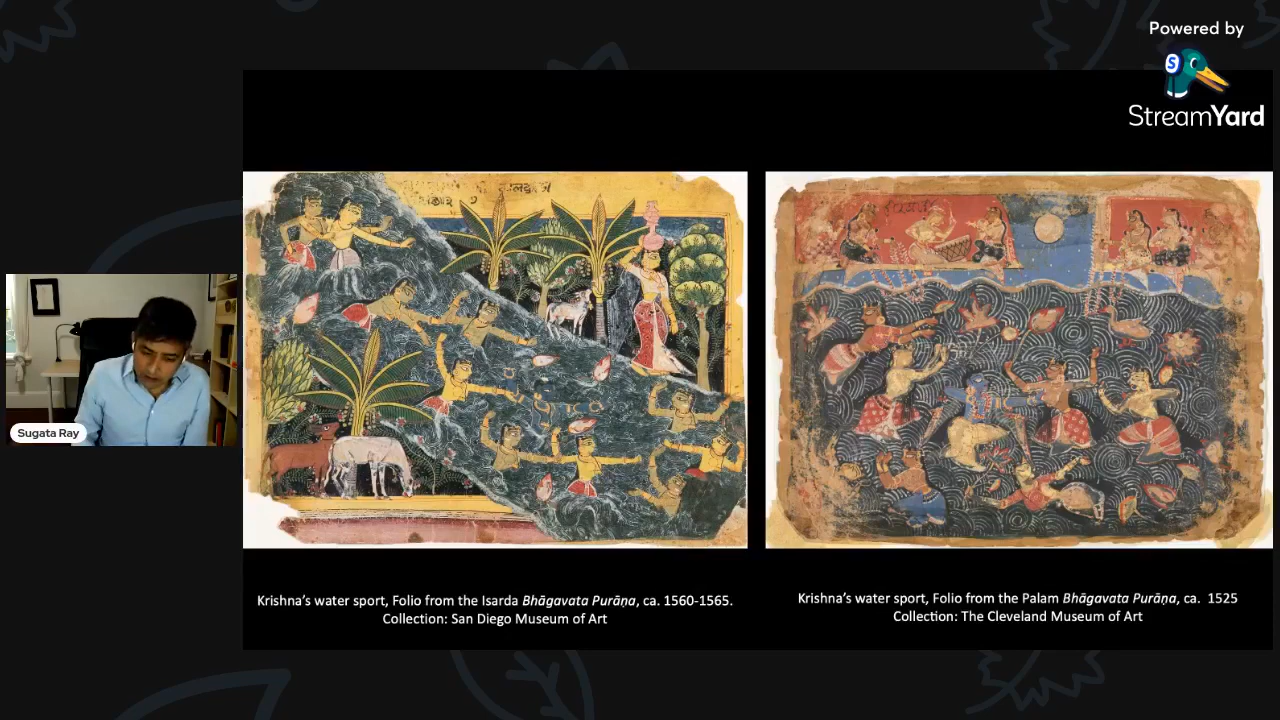 Powered by
StreamYard
Sugata Ray
Krishna's water sport, Folio from the Isarda Bhāgavata Purāṇa, ca. 1560-1565.
Collection: San Diego Museum of Art
Krishna's water sport, Folio from the Palam Bhāgavata Purāṇa, ca. 1525
Collection: The Cleveland Museum of Art